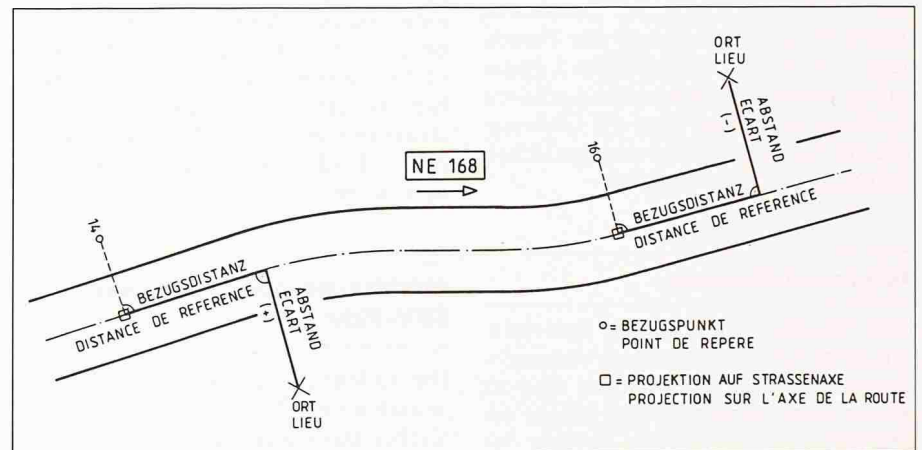 ORT
LIEU
ABSTAND
ECART
(-)
16
NE 168
BEZUGSDISTANZ
DISTANCE DE REFERENCE
14
BEZUGSDISTANZ
DISTANCE DE REFERENCE
ABSTAND
ECART
(+)
ORT
LIEU
= BEZUGSPUNKT
POINT DE REPERE
= PROJEKTION AUF STRASSENAXE
PROJECTION SUR L'AXE DE LA ROUTE